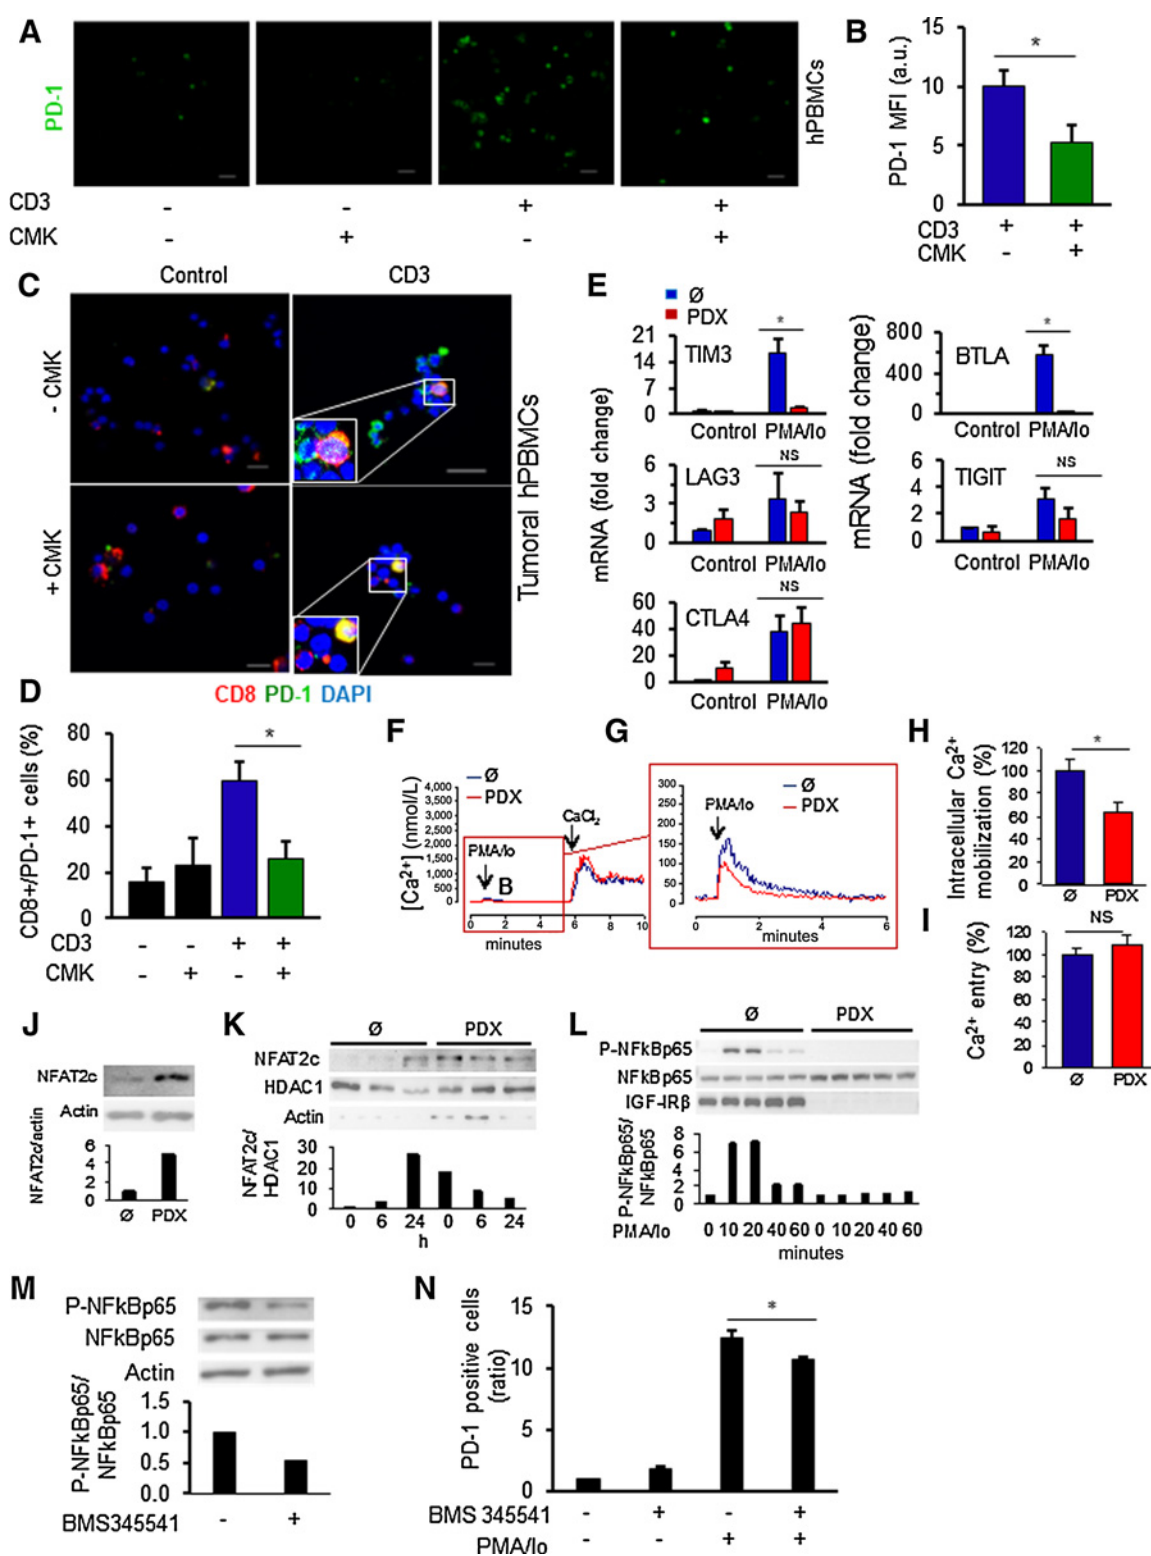 A
PD-1
hPBMCs
CD3 - - + +
CMK - + - +
B
PD-1 MFI (a.u.)
15
10
5
0
*
CD3 + +
CMK - +
C
Control CD3
- CMK
+ CMK
Tumoral hPBMCs
CD8 PD-1 DAPI
D
CD8+/PD-1+ cells (%)
80
60
40
20
0
*
CD3 - - + +
CMK - + - +
E
Ø
PDX
mRNA (fold change)
21
14
7
0
TIM3
*
Control PMA/Io
6
3
0
LAG3
NS
Control PMA/Io
60
40
20
0
CTLA4
NS
Control PMA/Io
mRNA (fold change)
800
400
0
BTLA
*
Control PMA/Io
6
4
2
0
TIGIT
NS
Control PMA/Io
F
Ø
PDX
[Ca²⁺] (nmol/L)
4,000
3,500
3,000
2,500
2,000
1,500
1,000
500
0
CaCl₂
PMA/Io
B
0 2 4 6 8 10
minutes
G
300
250
200
150
100
50
0
Ø
PDX
PMA/Io
0 2 4 6
minutes
H
Intracellular Ca²⁺
mobilization (%)
120
100
80
60
40
20
0
*
Ø PDX
I
Ca²⁺ entry (%)
120
100
80
60
40
20
0
NS
Ø PDX
J
NFAT2c
Actin
NFAT2c/actin
6
4
2
0
Ø PDX
K
Ø PDX
NFAT2c
HDAC1
Actin
NFAT2c/
HDAC1
30
20
10
0
0 6 24 0 6 24
h
L
Ø PDX
P-NFkBp65
NFkBp65
IGF-IRβ
P-NFkBp65/
NFkBp65
8
6
4
2
0
PMA/Io 0 10 20 40 60 0 10 20 40 60
minutes
M
P-NFkBp65
NFkBp65
Actin
P-NFkBp65/
NFkBp65
1.5
1.0
0.5
0.0
BMS345541 - +
N
PD-1 positive cells
(ratio)
15
10
5
0
*
BMS 345541 - + - +
PMA/Io - - + +